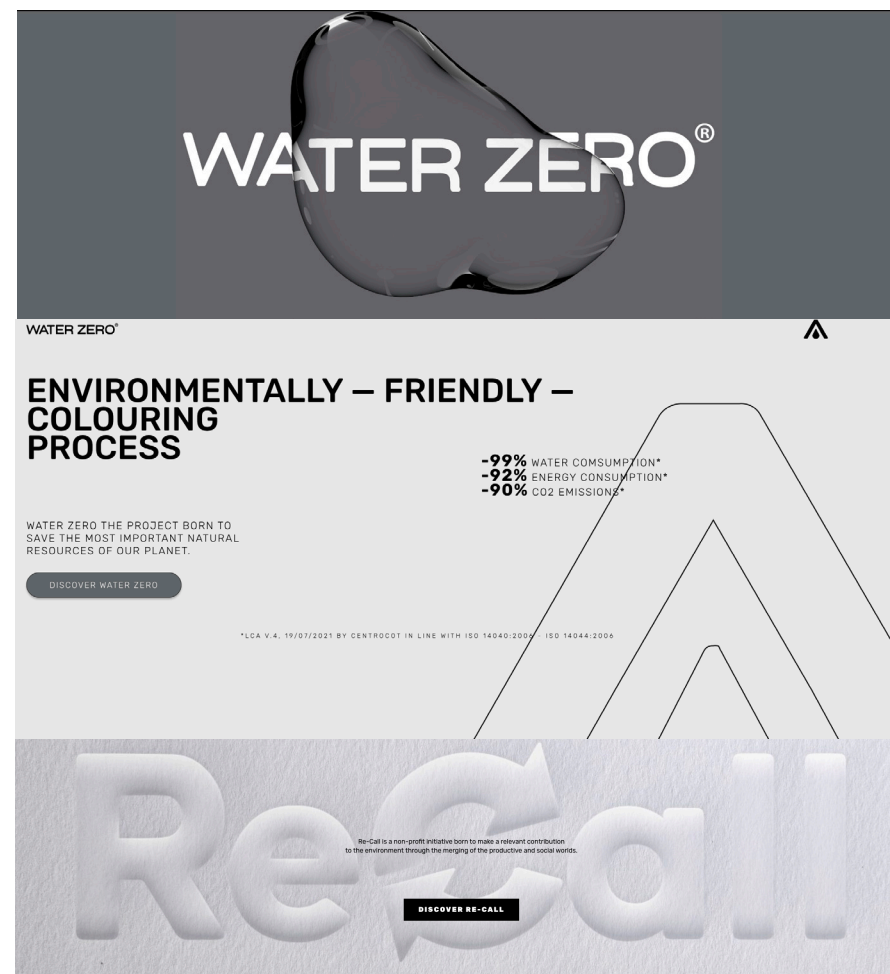 WATER ZERO®
WATER ZERO®
ENVIRONMENTALLY — FRIENDLY —
COLOURING
PROCESS
-99% WATER COMSUMPTION*
-92% ENERGY CONSUMPTION*
-90% CO2 EMISSIONS*
WATER ZERO THE PROJECT BORN TO
SAVE THE MOST IMPORTANT NATURAL
RESOURCES OF OUR PLANET.
DISCOVER WATER ZERO
*LCA V.4, 19/07/2021 BY CENTROCOT IN LINE WITH ISO 14040:2006 - ISO 14044:2006
ReCall
Re-Call is a non-profit initiative born to make a relevant contribution
to the environment through the merging of the productive and social worlds.
DISCOVER RE-CALL